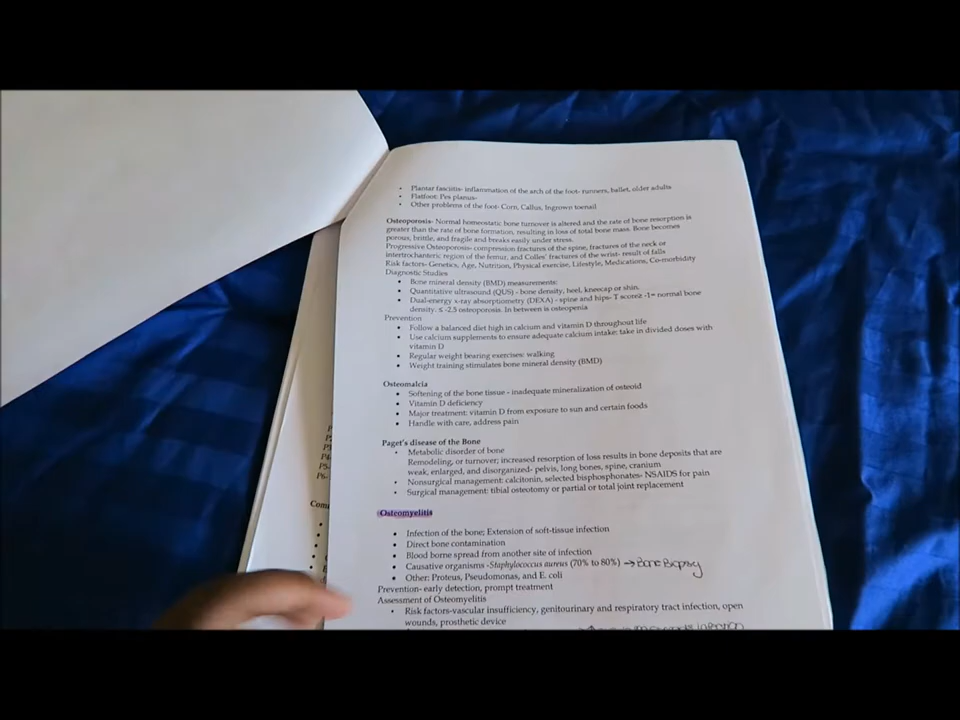 • Plantar fasciitis- inflammation of the arch of the foot- runners, ballet, older adults
• Flatfoot: Pes planus-
• Other problems of the foot- Corn, Callus, Ingrown toenail
Osteoporosis- Normal homeostatic bone turnover is altered and the rate of bone resorption is
greater than the rate of bone formation, resulting in loss of total bone mass. Bone becomes
porous, brittle, and fragile and breaks easily under stress.
Progressive Osteoporosis- compression fractures of the spine, fractures of the neck or
intertrochanteric region of the femur, and Colles' fractures of the wrist- result of falls
Risk factors- Genetics, Age, Nutrition, Physical exercise, Lifestyle, Medications, Co-morbidity
Diagnostic Studies
• Bone mineral density (BMD) measurements:
• Quantitative ultrasound (QUS) - bone density, heel, kneecap or shin.
• Dual-energy x-ray absorptiometry (DEXA) - spine and hips- T score≥ -1= normal bone
density: ≤ -2.5 osteoporosis. In between is osteopenia
Prevention
• Follow a balanced diet high in calcium and vitamin D throughout life
• Use calcium supplements to ensure adequate calcium intake: take in divided doses with
vitamin D
• Regular weight bearing exercises: walking
• Weight training stimulates bone mineral density (BMD)
Osteomalcia
• Softening of the bone tissue - inadequate mineralization of osteoid
• Vitamin D deficiency
• Major treatment: vitamin D from exposure to sun and certain foods
• Handle with care, address pain
Paget's disease of the Bone
• Metabolic disorder of bone
Remodeling, or turnover; increased resorption of loss results in bone deposits that are
weak, enlarged, and disorganized- pelvis, long bones, spine, cranium
• Nonsurgical management: calcitonin, selected bisphosphonates- NSAIDS for pain
• Surgical management: tibial osteotomy or partial or total joint replacement
Osteomyelitis
• Infection of the bone; Extension of soft-tissue infection
• Direct bone contamination
• Blood borne spread from another site of infection
• Causative organisms -Staphylococcus aureus (70% to 80%) → Bone Biopsy
• Other: Proteus, Pseudomonas, and E. coli
Prevention- early detection, prompt treatment
Assessment of Osteomyelitis
• Risk factors-vascular insufficiency, genitourinary and respiratory tract infection, open
wounds, prosthetic device